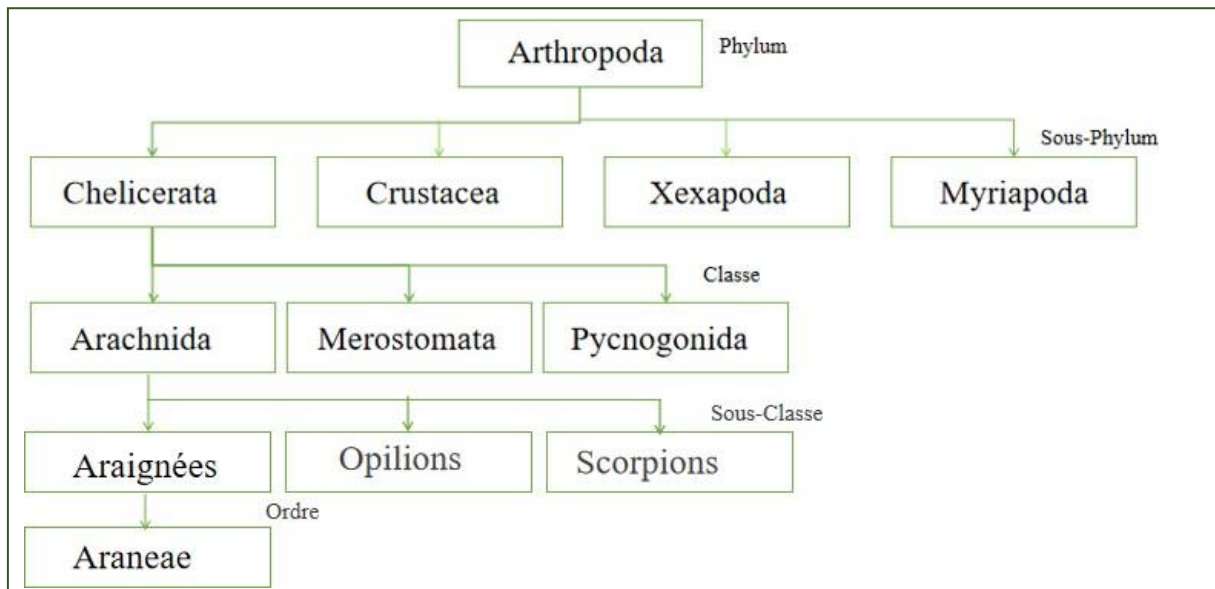 Arthropoda
Phylum
Sous-Phylum
Chelicerata
Crustacea
Xexapoda
Myriapoda
Classe
Arachnida
Merostomata
Pycnogonida
Sous-Classe
Araignées
Opilions
Scorpions
Ordre
Araneae